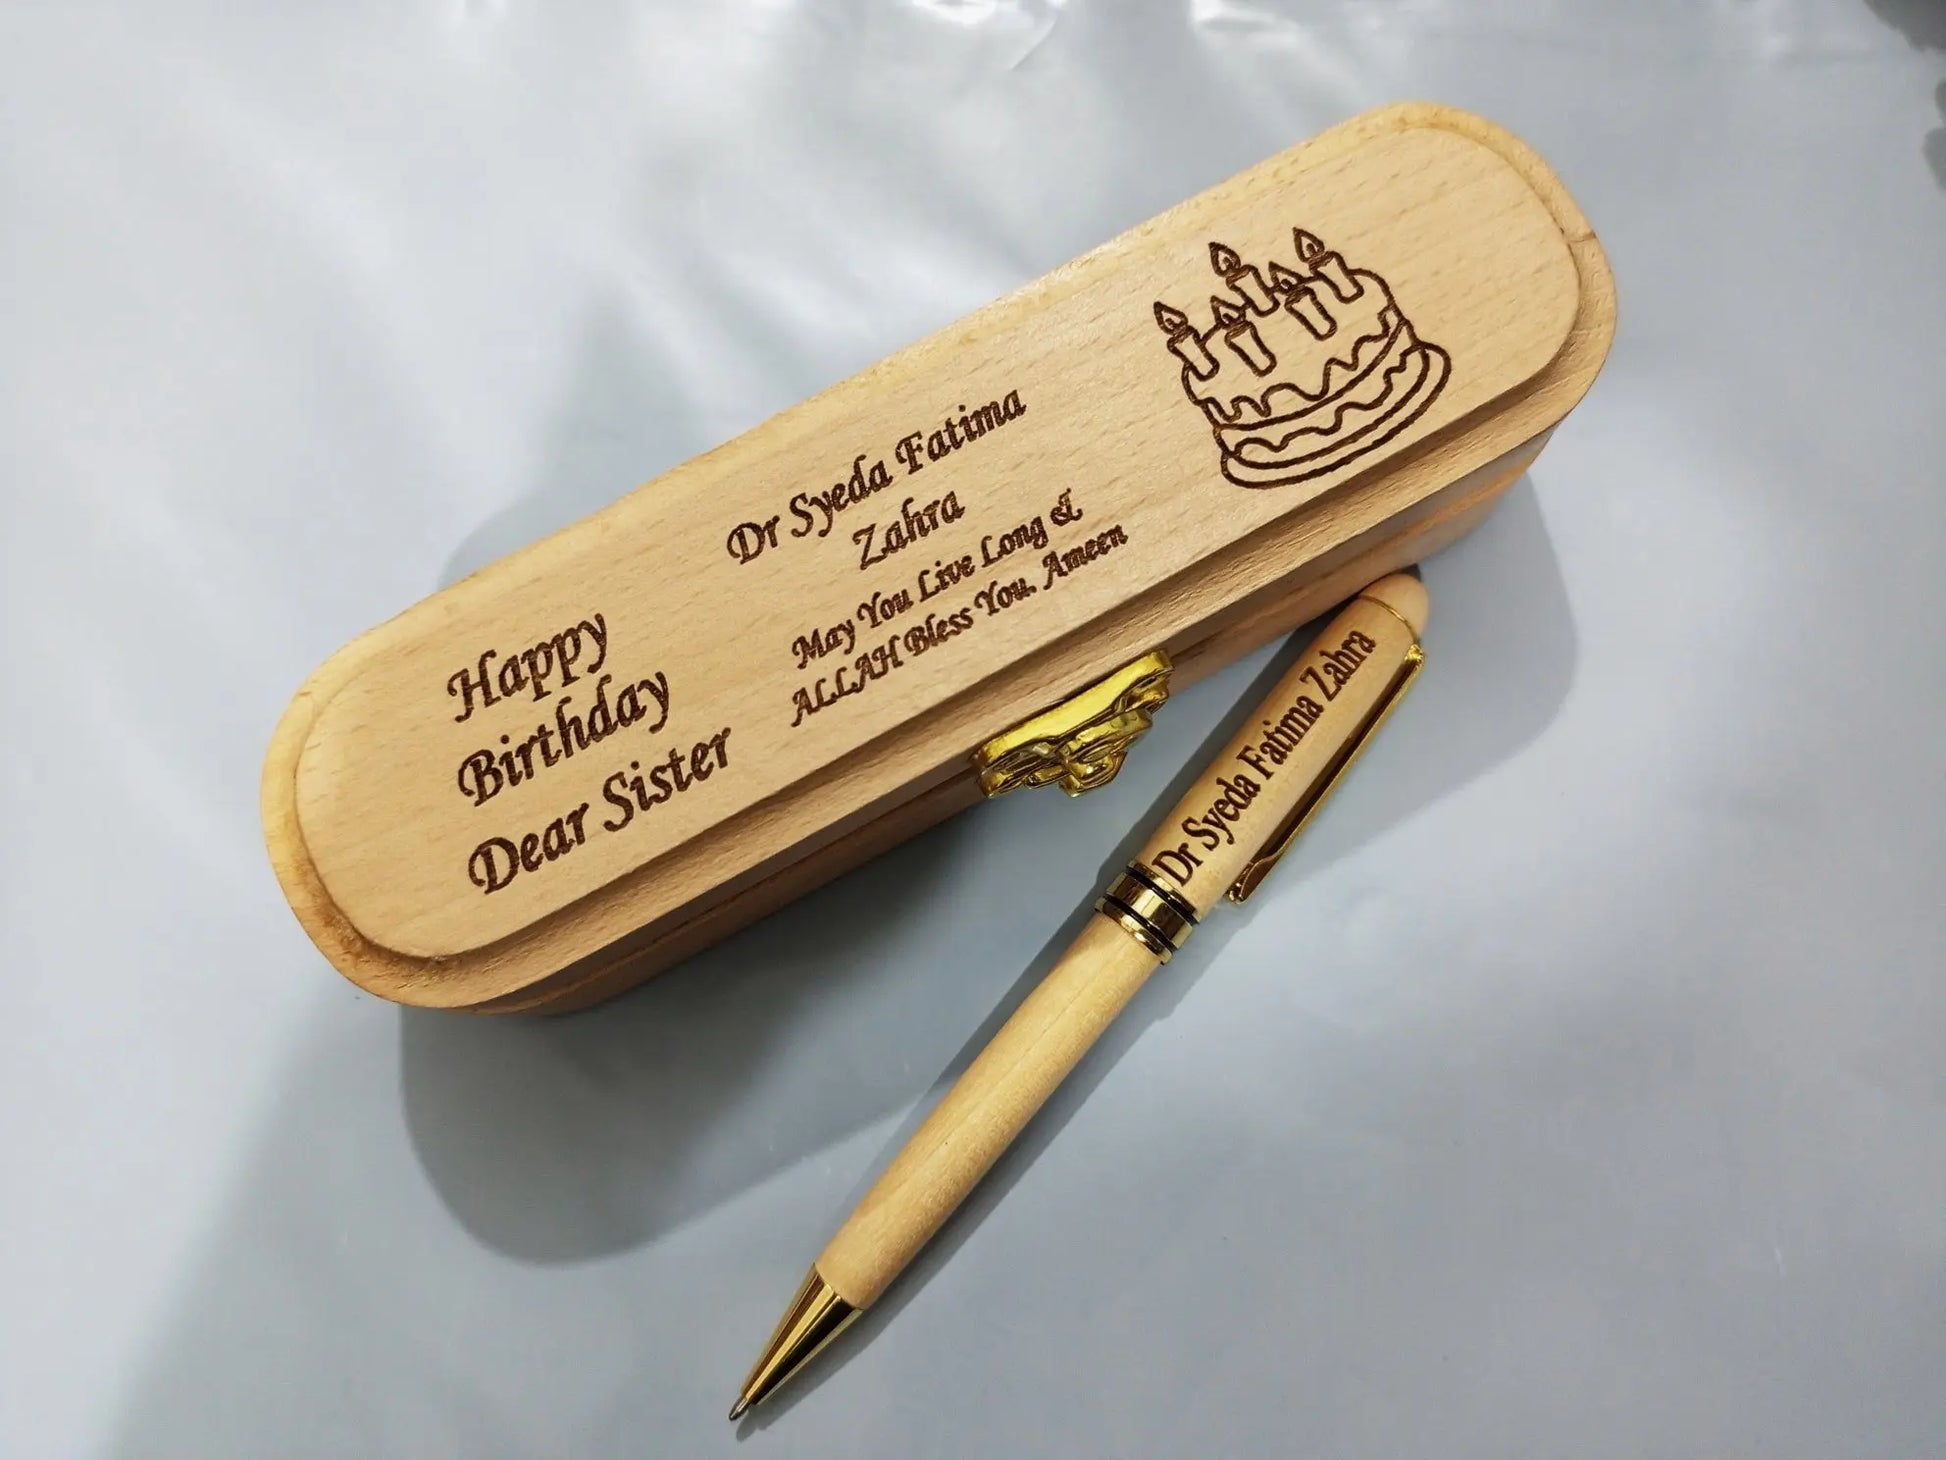 Happy
Birthday
Dear Sister
Dr Syeda Fatima
Zahra
May You Live Long &
ALLAH Bless You. Ameen
Dr Syeda Fatima Zahra